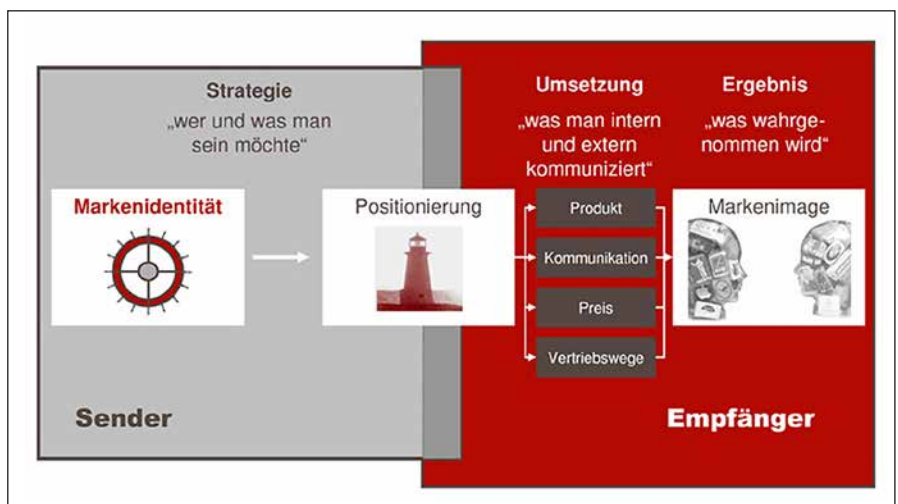 Strategie
„wer und was man
sein möchte“
Umsetzung
„was man intern
und extern
kommuniziert“
Ergebnis
„was wahrge-
nommen wird“
Markenidentität
Positionierung
Produkt
Kommunikation
Preis
Vertriebswege
Markenimage
Sender
Empfänger